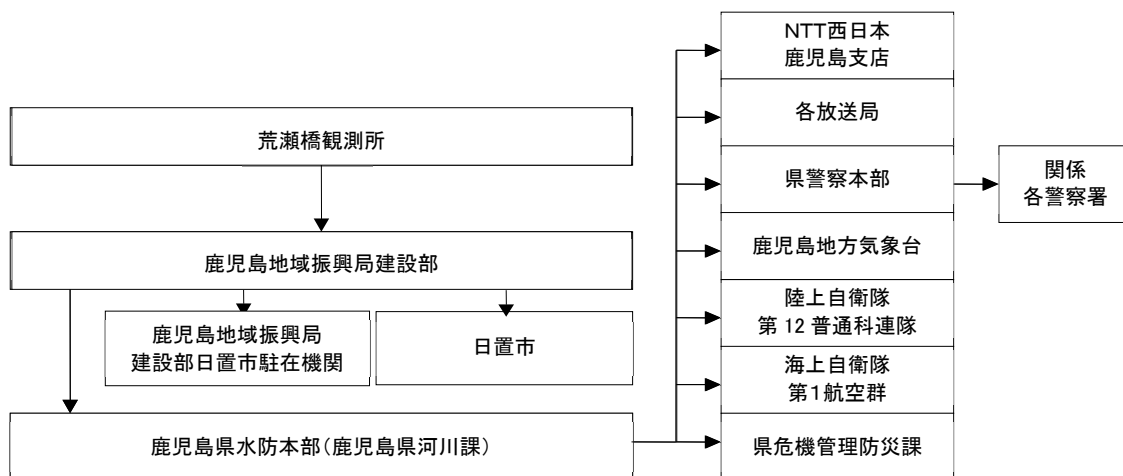 NTT西日本
鹿児島支店
各放送局
荒瀬橋観測所
県警察本部
関係
各警察署
鹿児島地域振興局建設部
鹿児島地方気象台
鹿児島地域振興局
建設部日置市駐在機関
日置市
陸上自衛隊
第 12 普通科連隊
海上自衛隊
第1航空群
鹿児島県水防本部(鹿児島県河川課)
県危機管理防災課